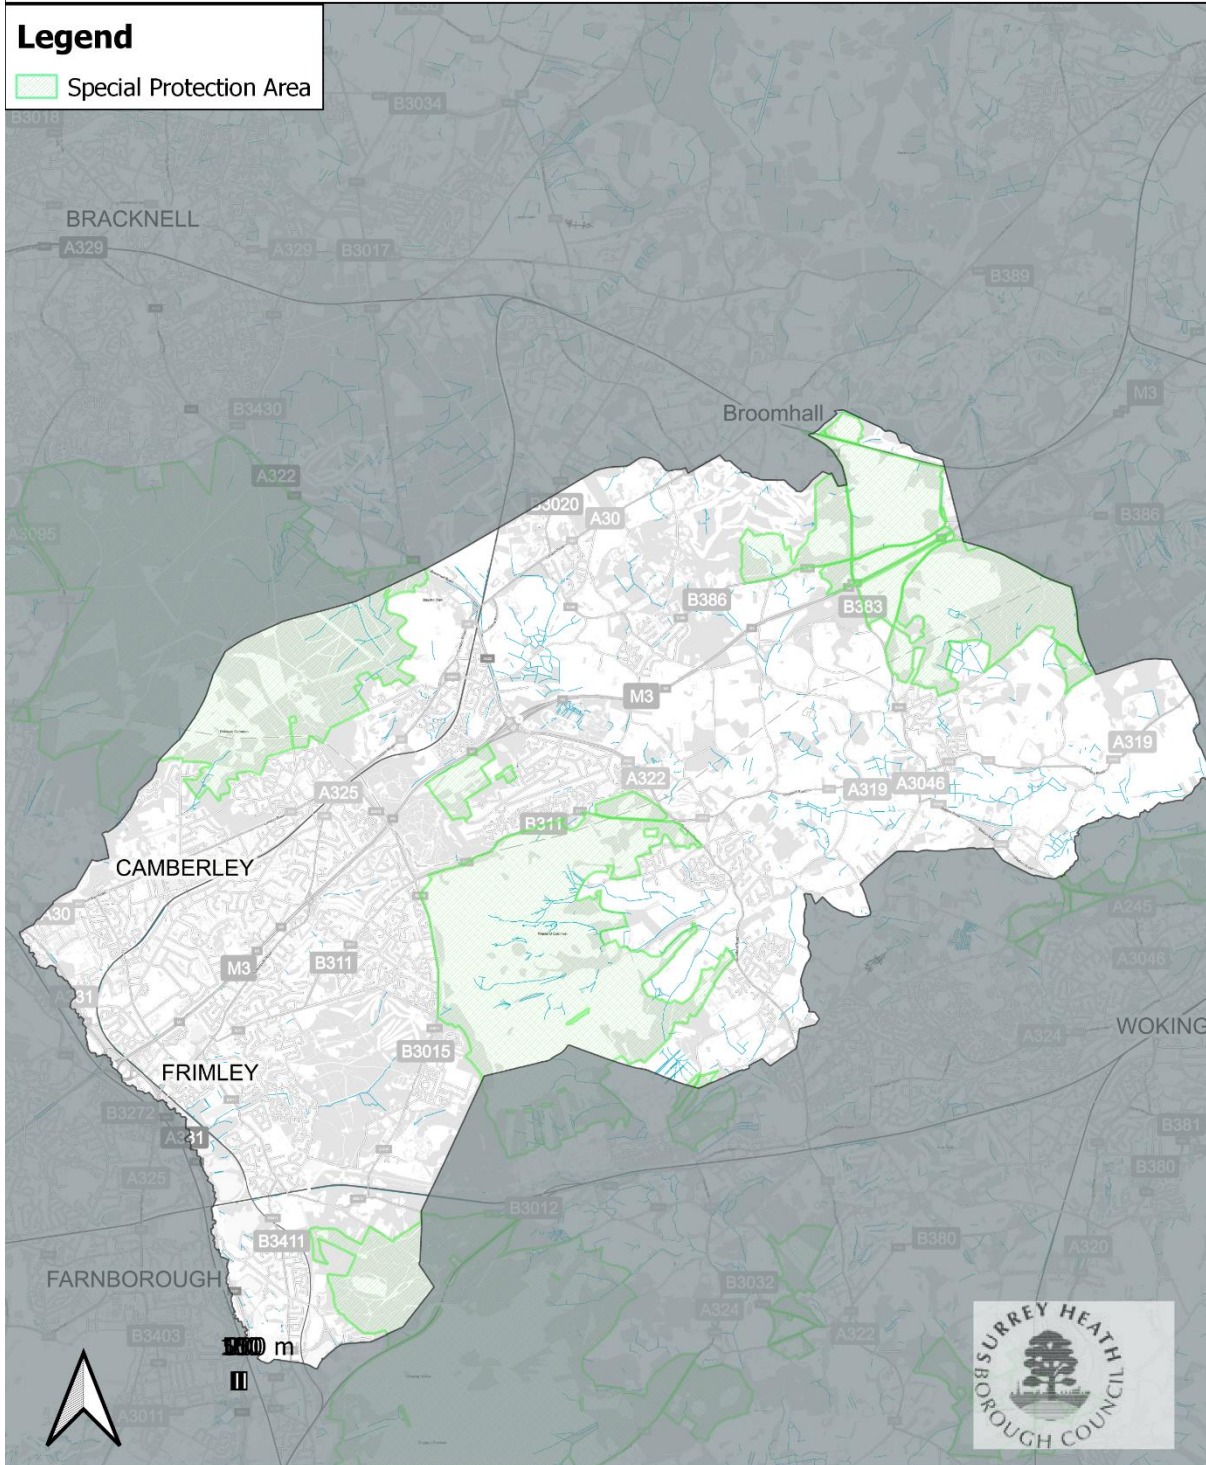 Legend
Special Protection Area
A332
B3034
B3018
BRACKNELL
A329
A329
B3017
B389
M3
B3430
Broomhall
A322
B3020
A30
B386
A3095
B386
B383
M3
A319
A322
A325
A319
A3046
B311
CAMBERLEY
A30
A245
B311
M3
A3046
A324
WOKING
B3015
FRIMLEY
B3272
A331
B381
A325
B380
B3012
B3411
B380
A320
FARNBOROUGH
B3032
A324
A322
B3403
A3011
SURREY HEATH
BOROUGH COUNCIL